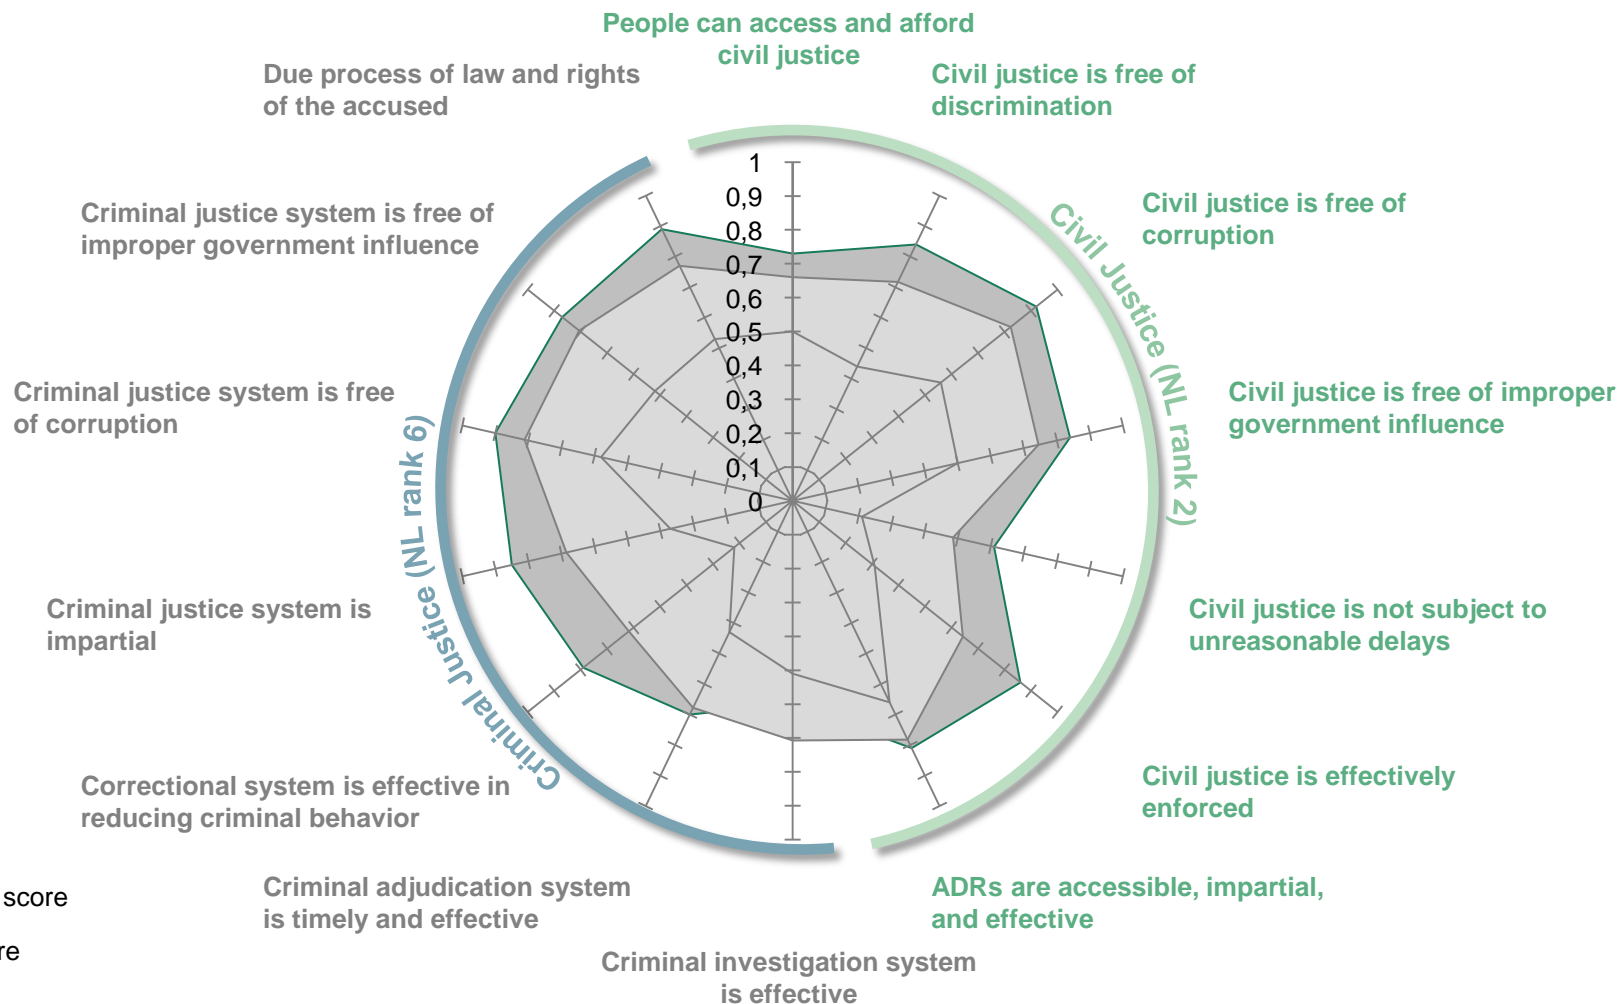 People can access and afford
civil justice
Due process of law and rights
of the accused
Civil justice is free of
discrimination
Criminal justice system is free of
improper government influence
Civil justice is free of
corruption
Criminal justice system is free
of corruption
Civil justice is free of improper
government influence
Criminal justice system is
impartial
Civil justice is not subject to
unreasonable delays
Correctional system is effective in
reducing criminal behavior
Civil justice is effectively
enforced
Criminal adjudication system
is timely and effective
ADRs are accessible, impartial,
and effective
Criminal investigation system
is effective
Civil Justice (NL rank 2)
Criminal Justice (NL rank 6)
1
0,9
0,8
0,7
0,6
0,5
0,4
0,3
0,2
0,1
0
score
re